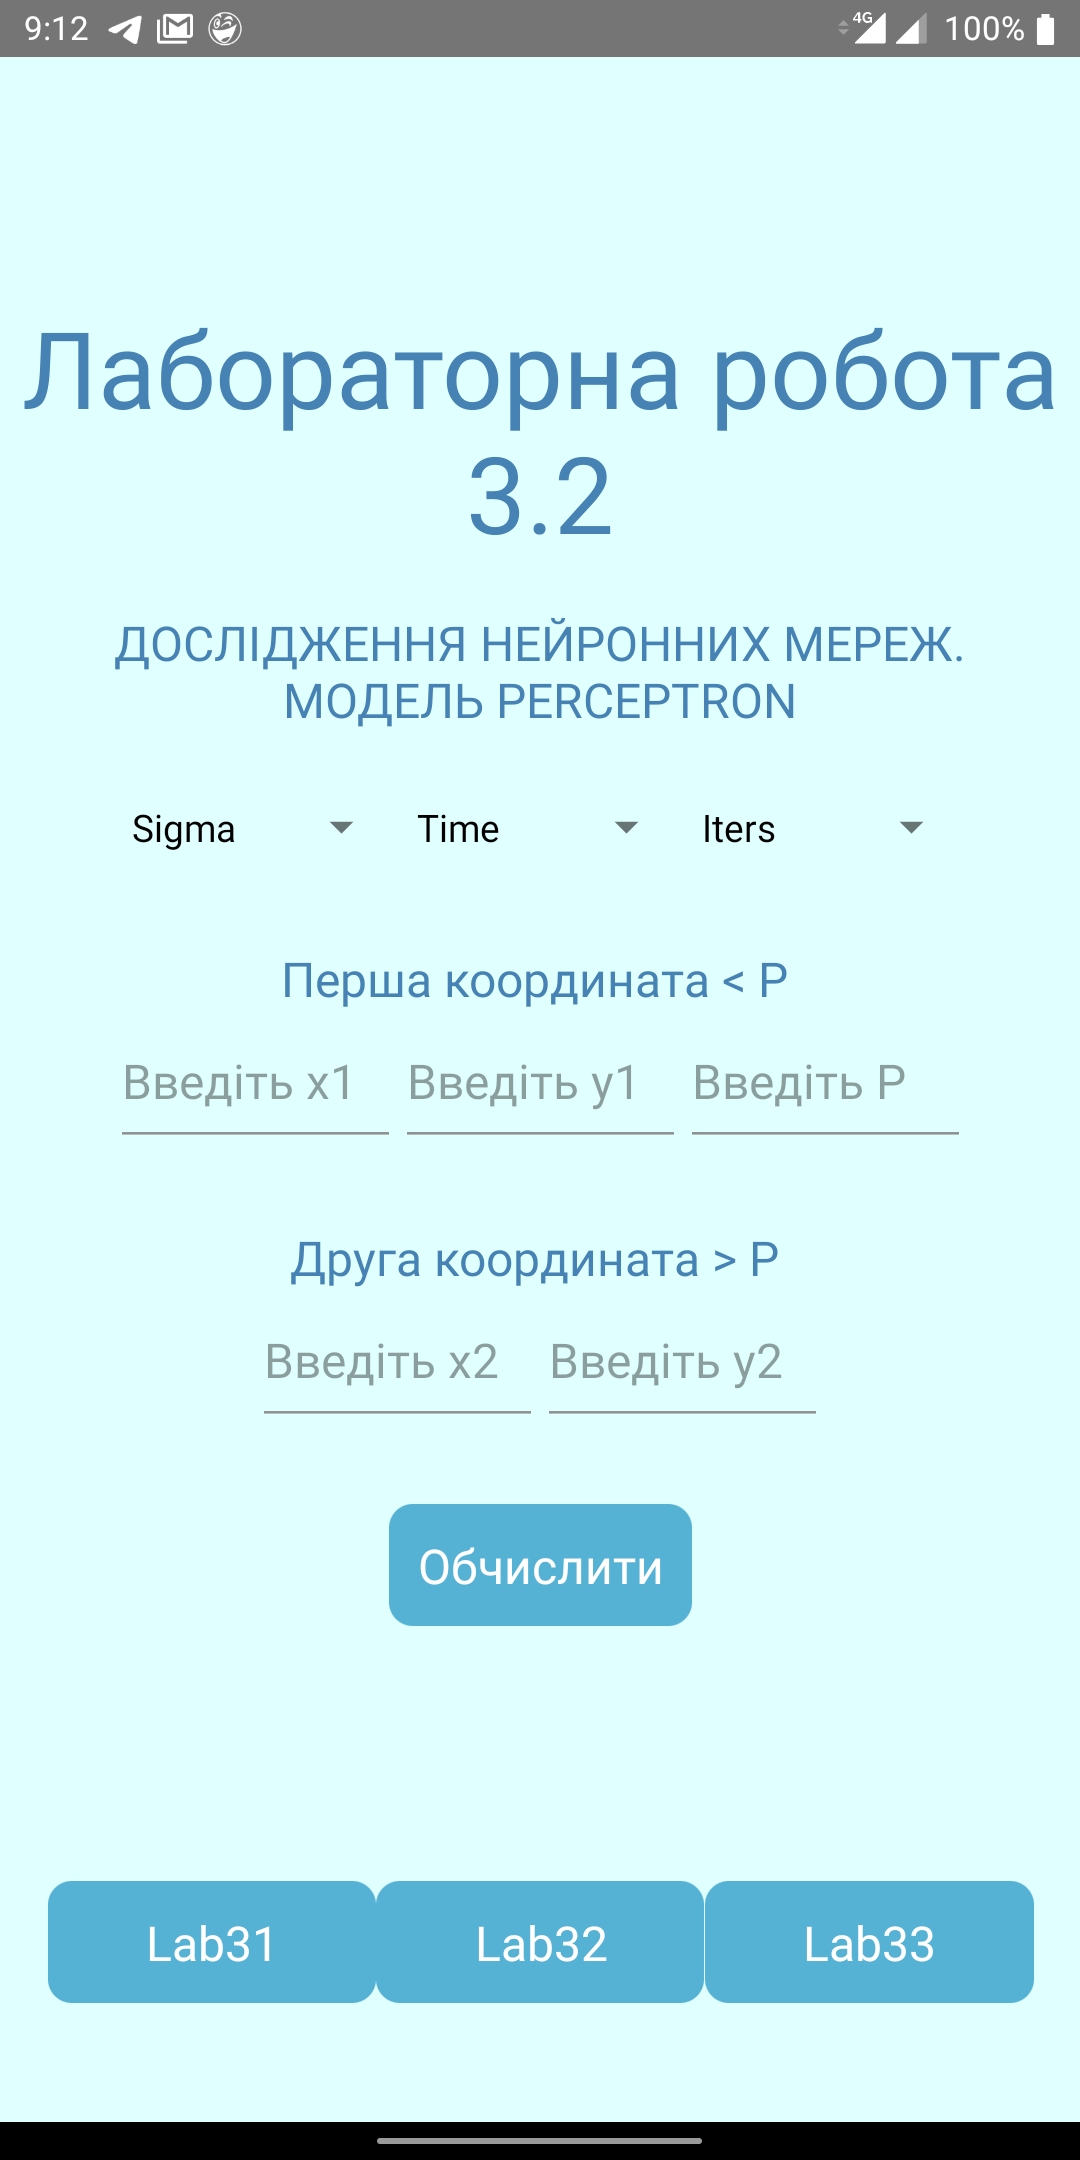 9:12 4G 100%
Лабораторна робота
3.2
ДОСЛІДЖЕННЯ НЕЙРОННИХ МЕРЕЖ.
МОДЕЛЬ PERCEPTRON
Sigma Time Iters
Перша координата < P
Введіть x1 Введіть y1 Введіть P
Друга координата > P
Введіть x2 Введіть y2
Обчислити
Lab31 Lab32 Lab33